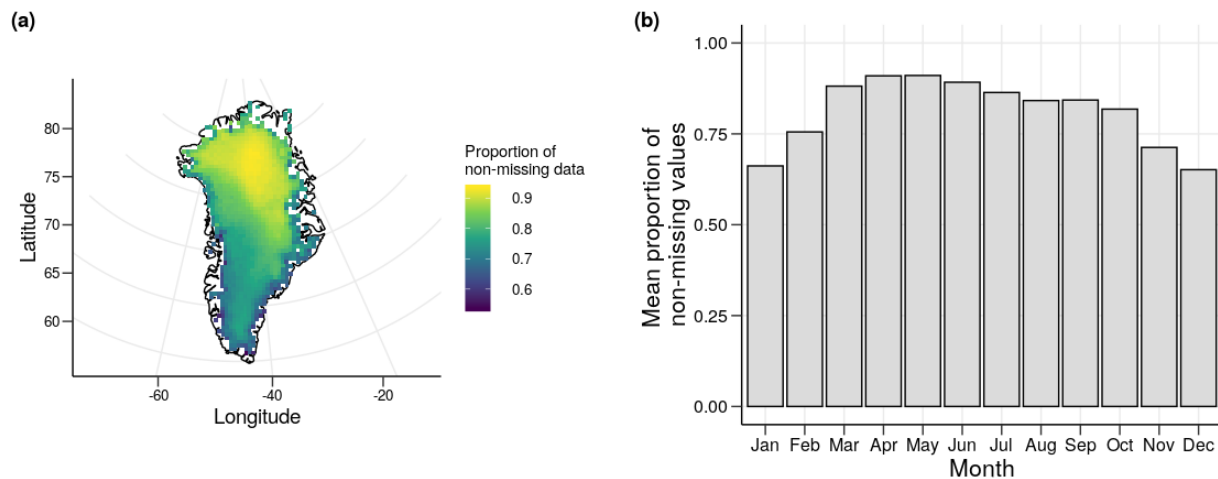 (a)
80
75
70
65
60
Latitude
-60 -40 -20
Longitude
Proportion of
non-missing data
0.9
0.8
0.7
0.6
(b)
1.00
0.75
0.50
0.25
0.00
Mean proportion of
non-missing values
Jan Feb Mar Apr May Jun Jul Aug Sep Oct Nov Dec
Month